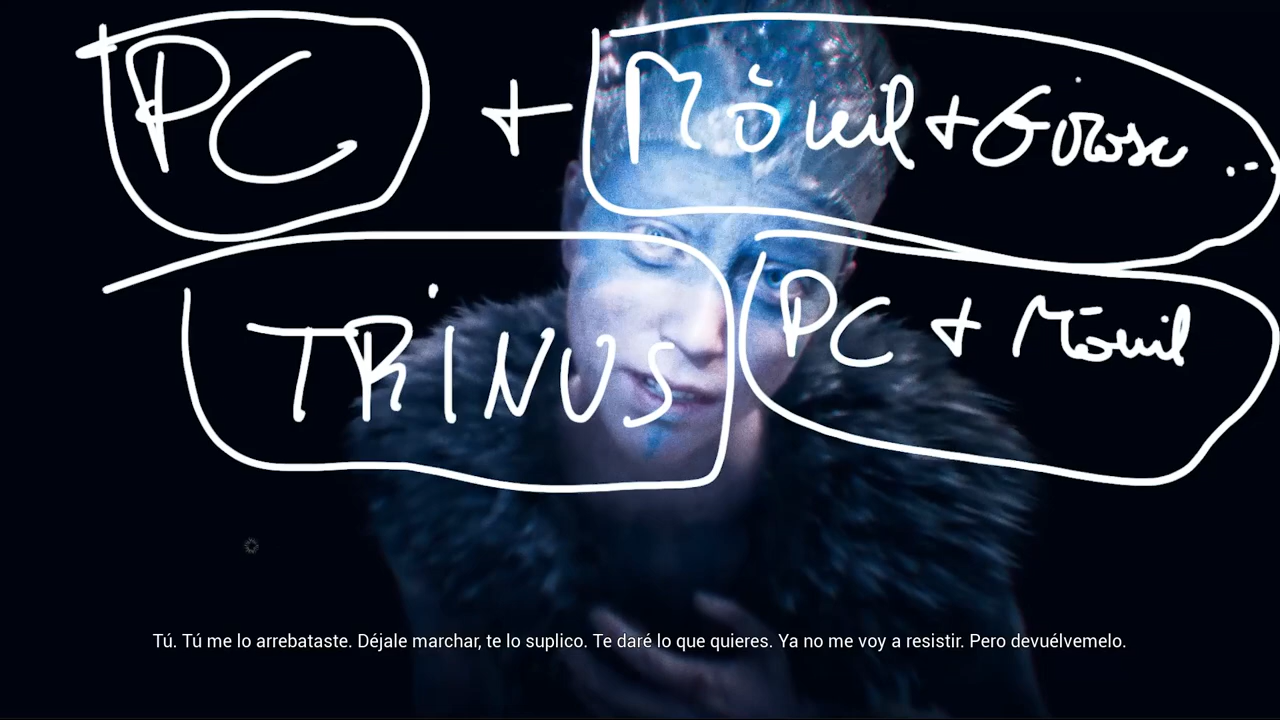 PC + Móvil + Girosc...
TRINUS PC + Móvil
Tú. Tú me lo arrebataste. Déjale marchar, te lo suplico. Te daré lo que quieres. Ya no me voy a resistir. Pero devuélvemelo.